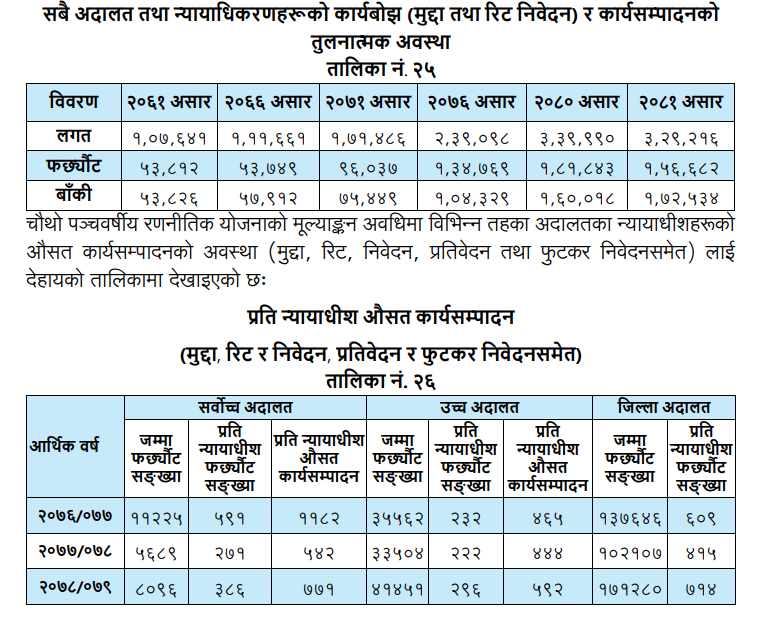 सबै अदालत तथा न्यायाधिकरणहरूको कार्यबोझ (मुद्दा तथा रिट निवेदन) र कार्यसम्पादनको
तुलनात्मक अवस्था
तालिका नं. २५
विवरण २०६१ असार २०६६ असार २०७१ असार २०७६ असार २०८० असार २०८१ असार
लगत १,०७,६४१ १,११,६६१ १,७१,४८६ २,३९,०९८ ३,३९,९९० ३,२९,२१६
फर्छ्यौट ५३,८१२ ५३,७४९ ९६,०३७ १,३४,७६९ १,८१,८४३ १,५६,६८२
बाँकी ५३,८२६ ५७,९१२ ७५,४४९ १,०४,३२९ १,६०,०१८ १,७२,५३४
चौथो पञ्चवर्षीय रणनीतिक योजनाको मूल्याङ्कन अवधिमा विभिन्न तहका अदालतका न्यायाधीशहरूको
औसत कार्यसम्पादनको अवस्था (मुद्दा, रिट, निवेदन, प्रतिवेदन तथा फुटकर निवेदनसमेत) लाई
देहायको तालिकामा देखाइएको छः
प्रति न्यायाधीश औसत कार्यसम्पादन
(मुद्दा, रिट र निवेदन, प्रतिवेदन र फुटकर निवेदनसमेत)
तालिका नं. २६
आर्थिक वर्ष सर्वोच्च अदालत उच्च अदालत जिल्ला अदालत
जम्मा फर्छ्यौट सङ्ख्या प्रति न्यायाधीश फर्छ्यौट सङ्ख्या प्रति न्यायाधीश औसत कार्यसम्पादन जम्मा फर्छ्यौट सङ्ख्या प्रति न्यायाधीश फर्छ्यौट सङ्ख्या प्रति न्यायाधीश औसत कार्यसम्पादन जम्मा फर्छ्यौट सङ्ख्या प्रति न्यायाधीश फर्छ्यौट सङ्ख्या
२०७६/०७७ ११२२५ ५९१ ११८२ ३५५६२ २३२ ४६५ १३७६४६ ६०९
२०७७/०७८ ५६८९ २७१ ५४२ ३३५०४ २२२ ४४४ १०२१०७ ४१५
२०७८/०७९ ८०९६ ३८६ ७७१ ४१४५१ २९६ ५९२ १७१२८० ७१४